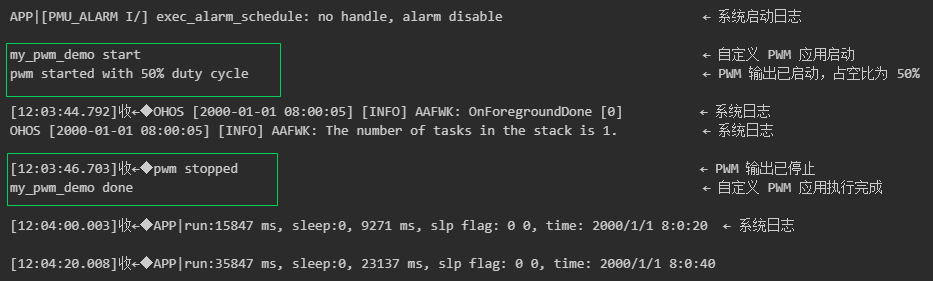 APP|[PMU_ALARM I/] exec_alarm_schedule: no handle, alarm disable ← 系统启动日志
my_pwm_demo start ← 自定义 PWM 应用启动
pwm started with 50% duty cycle ← PWM 输出已启动，占空比为 50%
[12:03:44.792]收←◆OHOS [2000-01-01 08:00:05] [INFO] AAFWK: OnForegroundDone [0] ← 系统日志
OHOS [2000-01-01 08:00:05] [INFO] AAFWK: The number of tasks in the stack is 1. ← 系统日志
[12:03:46.703]收←◆pwm stopped ← PWM 输出已停止
my_pwm_demo done ← 自定义 PWM 应用执行完成
[12:04:00.003]收←◆APP|run:15847 ms, sleep:0, 9271 ms, slp flag: 0 0, time: 2000/1/1 8:0:20 ← 系统日志
[12:04:20.008]收←◆APP|run:35847 ms, sleep:0, 23137 ms, slp flag: 0 0, time: 2000/1/1 8:0:40